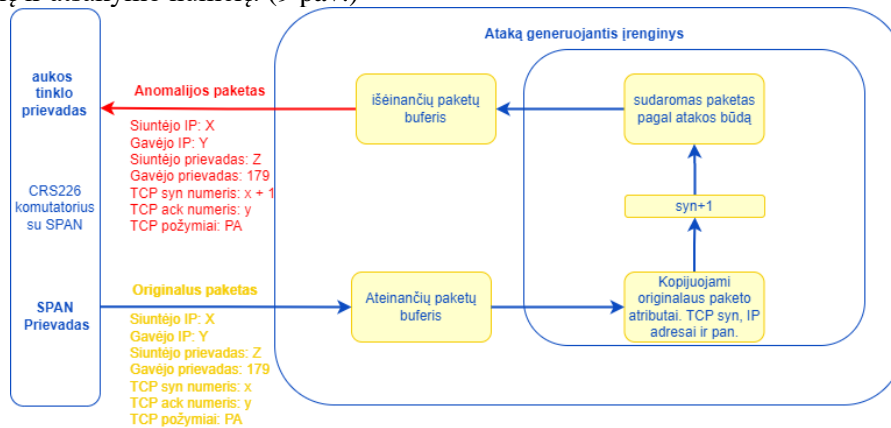 Ataką generuojantis įrenginys
aukos
tinklo
prievadas
Anomalijos paketas
Siuntėjo IP: X
Gavėjo IP: Y
Siuntėjo prievadas: Z
Gavėjo prievadas: 179
TCP syn numeris: x + 1
TCP ack numeris: y
TCP požymiai: PA
išėinančių paketų
buferis
sudaromas paketas
pagal atakos būdą
CRS226
komutatorius
su SPAN
syn+1
SPAN
Prievadas
Originalus paketas
Siuntėjo IP: X
Gavėjo IP: Y
Siuntėjo prievadas: Z
Gavėjo prievadas: 179
TCP syn numeris: x
TCP ack numeris: y
TCP požymiai: PA
Ateinančių paketų
buferis
Kopijuojami
originalaus paketo
atributai. TCP syn, IP
adresai ir pan.